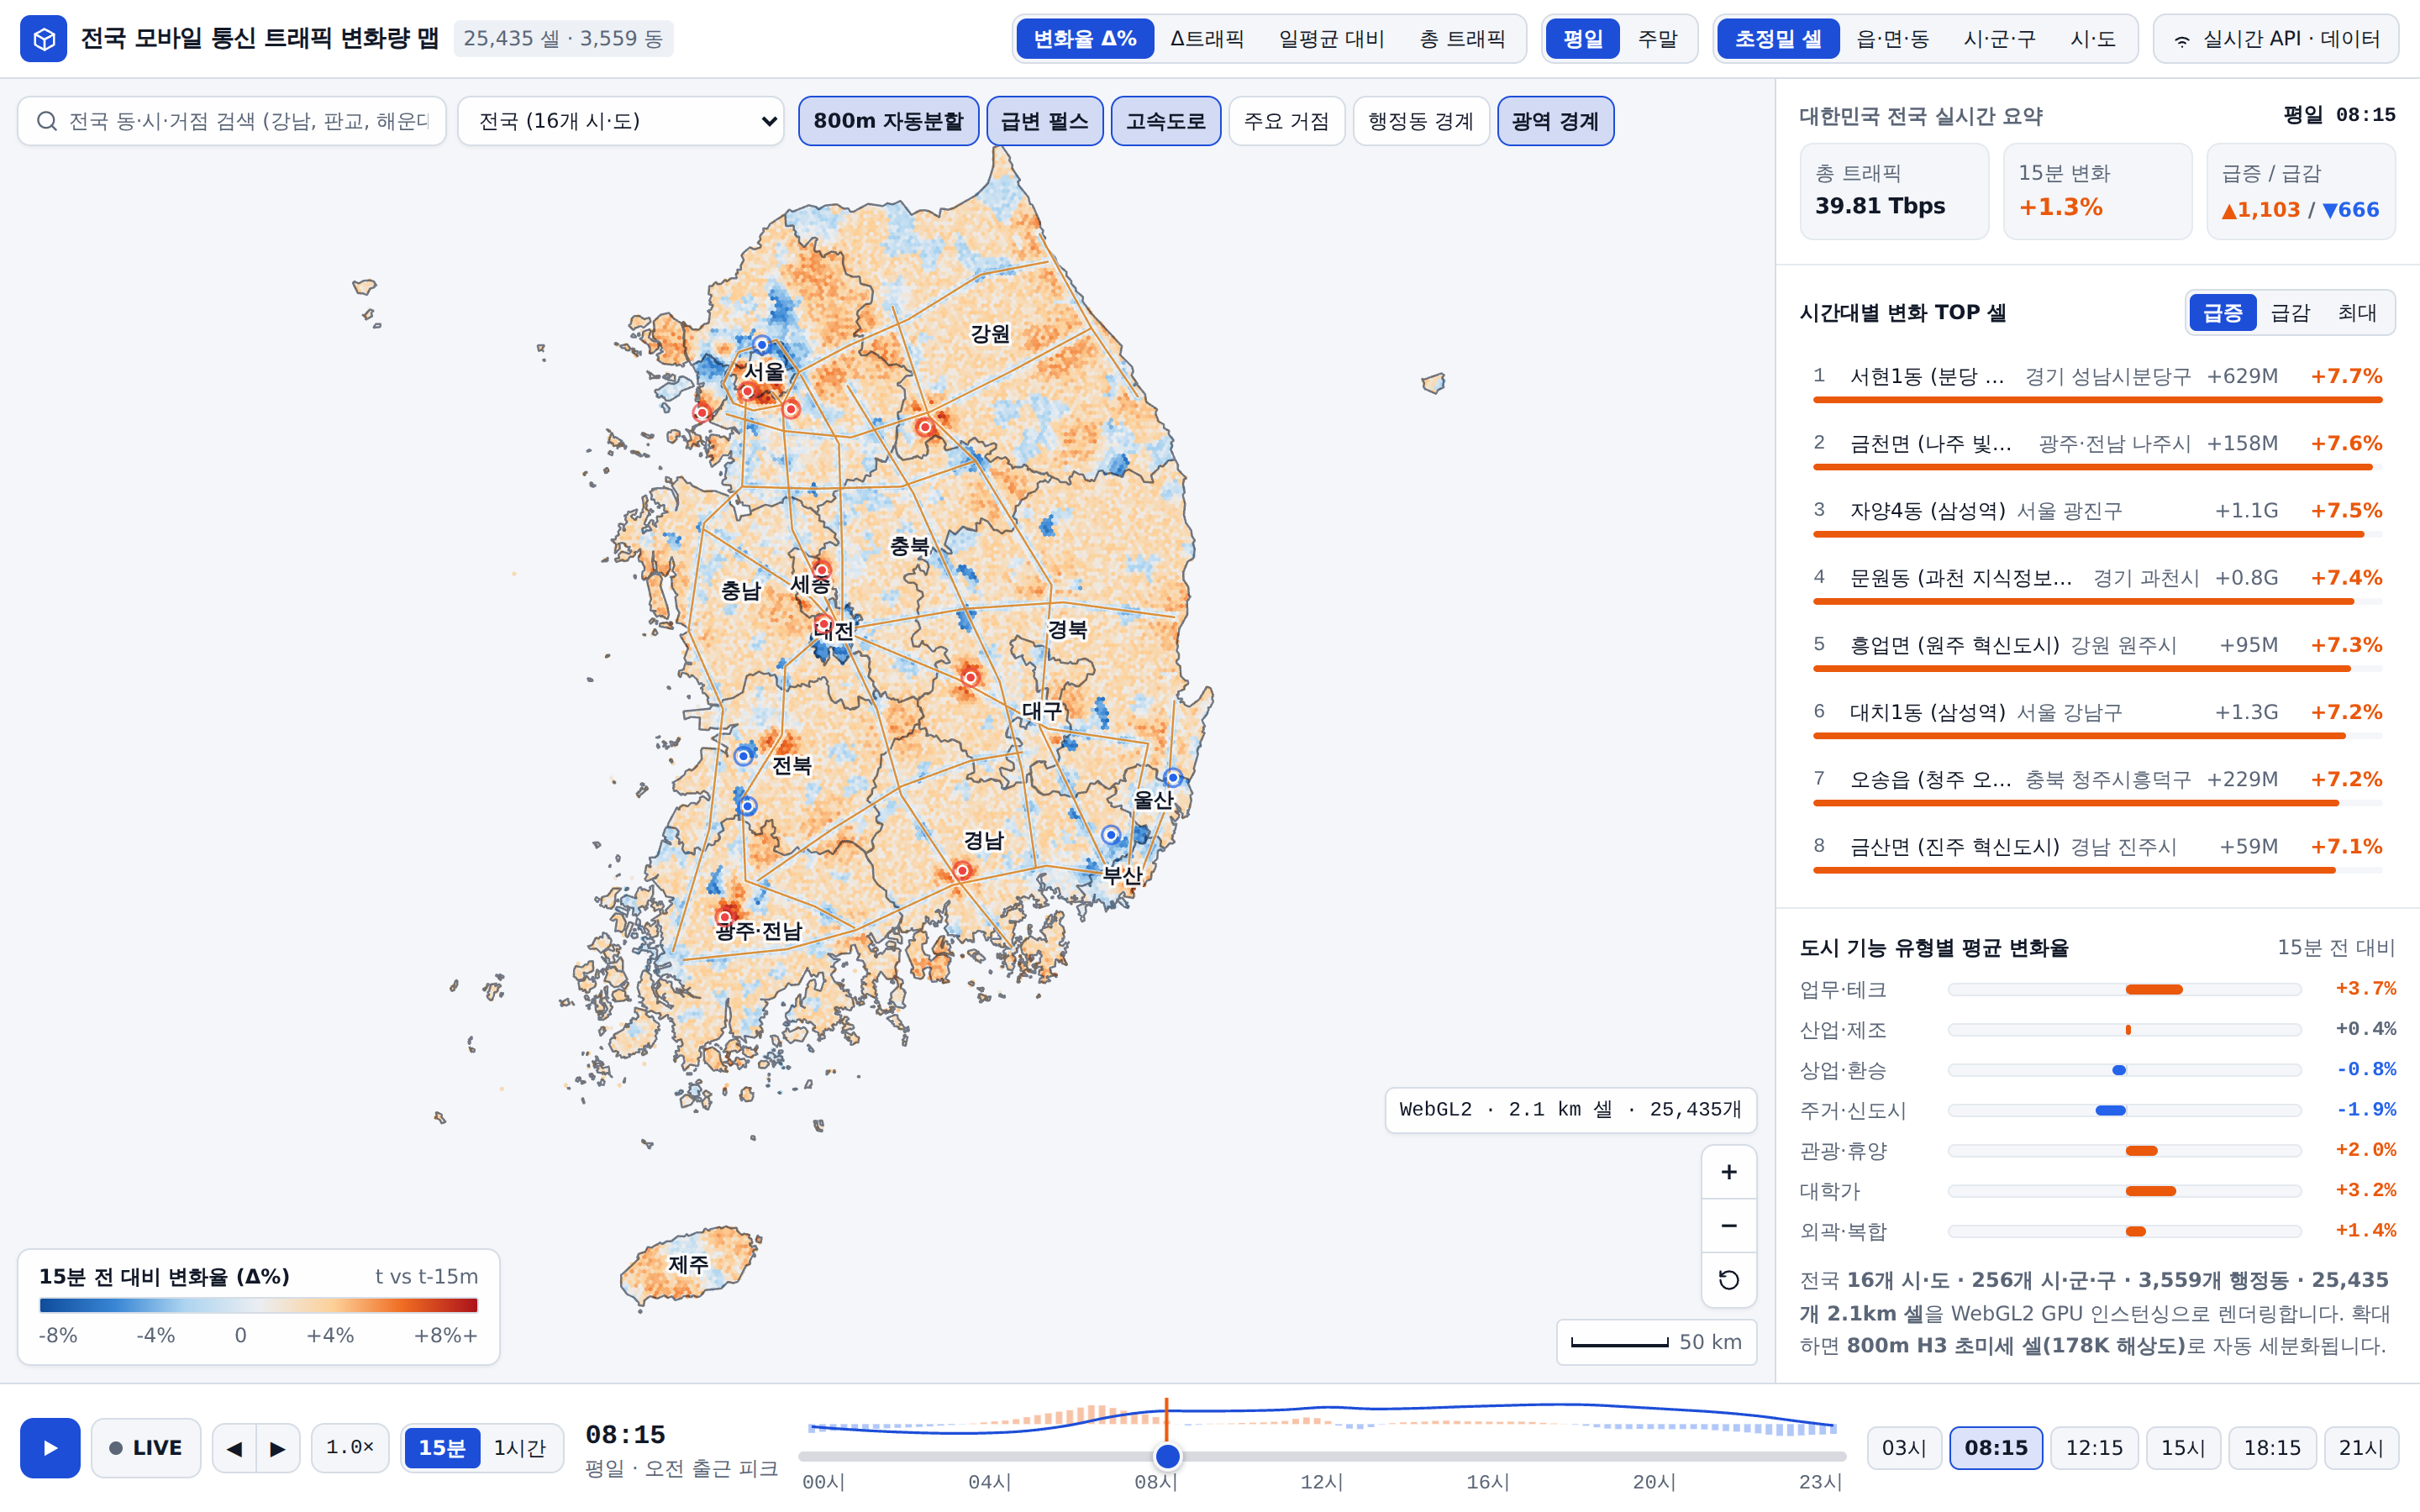 전국 모바일 통신 트래픽 변화량 맵
25,435 셀 · 3,559 동
변화율 Δ% Δ트래픽 일평균 대비 총 트래픽
평일 주말
초정밀 셀 읍·면·동 시·군·구 시·도
실시간 API · 데이터
전국 동·시·거점 검색 (강남, 판교, 해운대
전국 (16개 시·도)
800m 자동분할 급변 펄스 고속도로 주요 거점 행정동 경계 광역 경계
강원
서울
충북
세종
충남
대전
경북
대구
전북
울산
경남
부산
광주·전남
제주
WebGL2 · 2.1 km 셀 · 25,435개
+
−
50 km
15분 전 대비 변화율 (Δ%) t vs t-15m
-8% -4% 0 +4% +8%+
대한민국 전국 실시간 요약 평일 08:15
총 트래픽
39.81 Tbps
15분 변화
+1.3%
급증 / 급감
▲1,103 / ▼666
시간대별 변화 TOP 셀 급증 급감 최대
1 서현1동 (분당 ... 경기 성남시분당구 +629M +7.7%
2 금천면 (나주 빛... 광주·전남 나주시 +158M +7.6%
3 자양4동 (삼성역) 서울 광진구 +1.1G +7.5%
4 문원동 (과천 지식정보... 경기 과천시 +0.8G +7.4%
5 흥업면 (원주 혁신도시) 강원 원주시 +95M +7.3%
6 대치1동 (삼성역) 서울 강남구 +1.3G +7.2%
7 오송읍 (청주 오... 충북 청주시흥덕구 +229M +7.2%
8 금산면 (진주 혁신도시) 경남 진주시 +59M +7.1%
도시 기능 유형별 평균 변화율 15분 전 대비
업무·테크 +3.7%
산업·제조 +0.4%
상업·환승 -0.8%
주거·신도시 -1.9%
관광·휴양 +2.0%
대학가 +3.2%
외곽·복합 +1.4%
전국 16개 시·도 · 256개 시·군·구 · 3,559개 행정동 · 25,435
개 2.1km 셀을 WebGL2 GPU 인스턴싱으로 렌더링합니다. 확대
하면 800m H3 초미세 셀(178K 해상도)로 자동 세분화됩니다.
LIVE ◀ ▶ 1.0× 15분 1시간
08:15
평일 · 오전 출근 피크
00시 04시 08시 12시 16시 20시 23시
03시 08:15 12:15 15시 18:15 21시